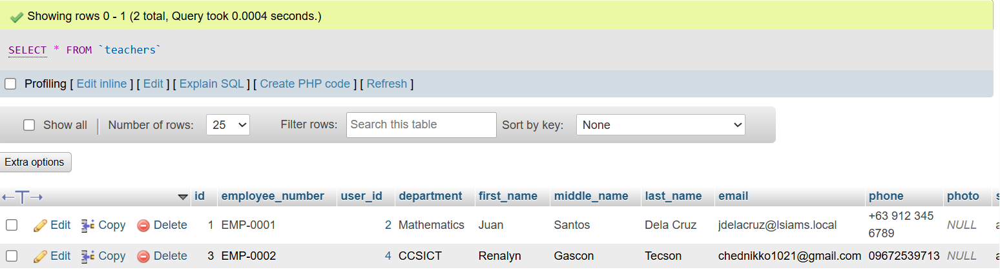 Showing rows 0 - 1 (2 total, Query took 0.0004 seconds.)
SELECT * FROM `teachers`
Profiling [ Edit inline ] [ Edit ] [ Explain SQL ] [ Create PHP code ] [ Refresh ]
Show all | Number of rows: 25 Filter rows: Search this table Sort by key: None
Extra options
←T→ id employee_number user_id department first_name middle_name last_name email phone photo s
Edit Copy Delete 1 EMP-0001 2 Mathematics Juan Santos Dela Cruz jdelacruz@lsiams.local +63 912 345 6789 NULL a
Edit Copy Delete 3 EMP-0002 4 CCSICT Renalyn Gascon Tecson chednikko1021@gmail.com 09672539713 NULL a